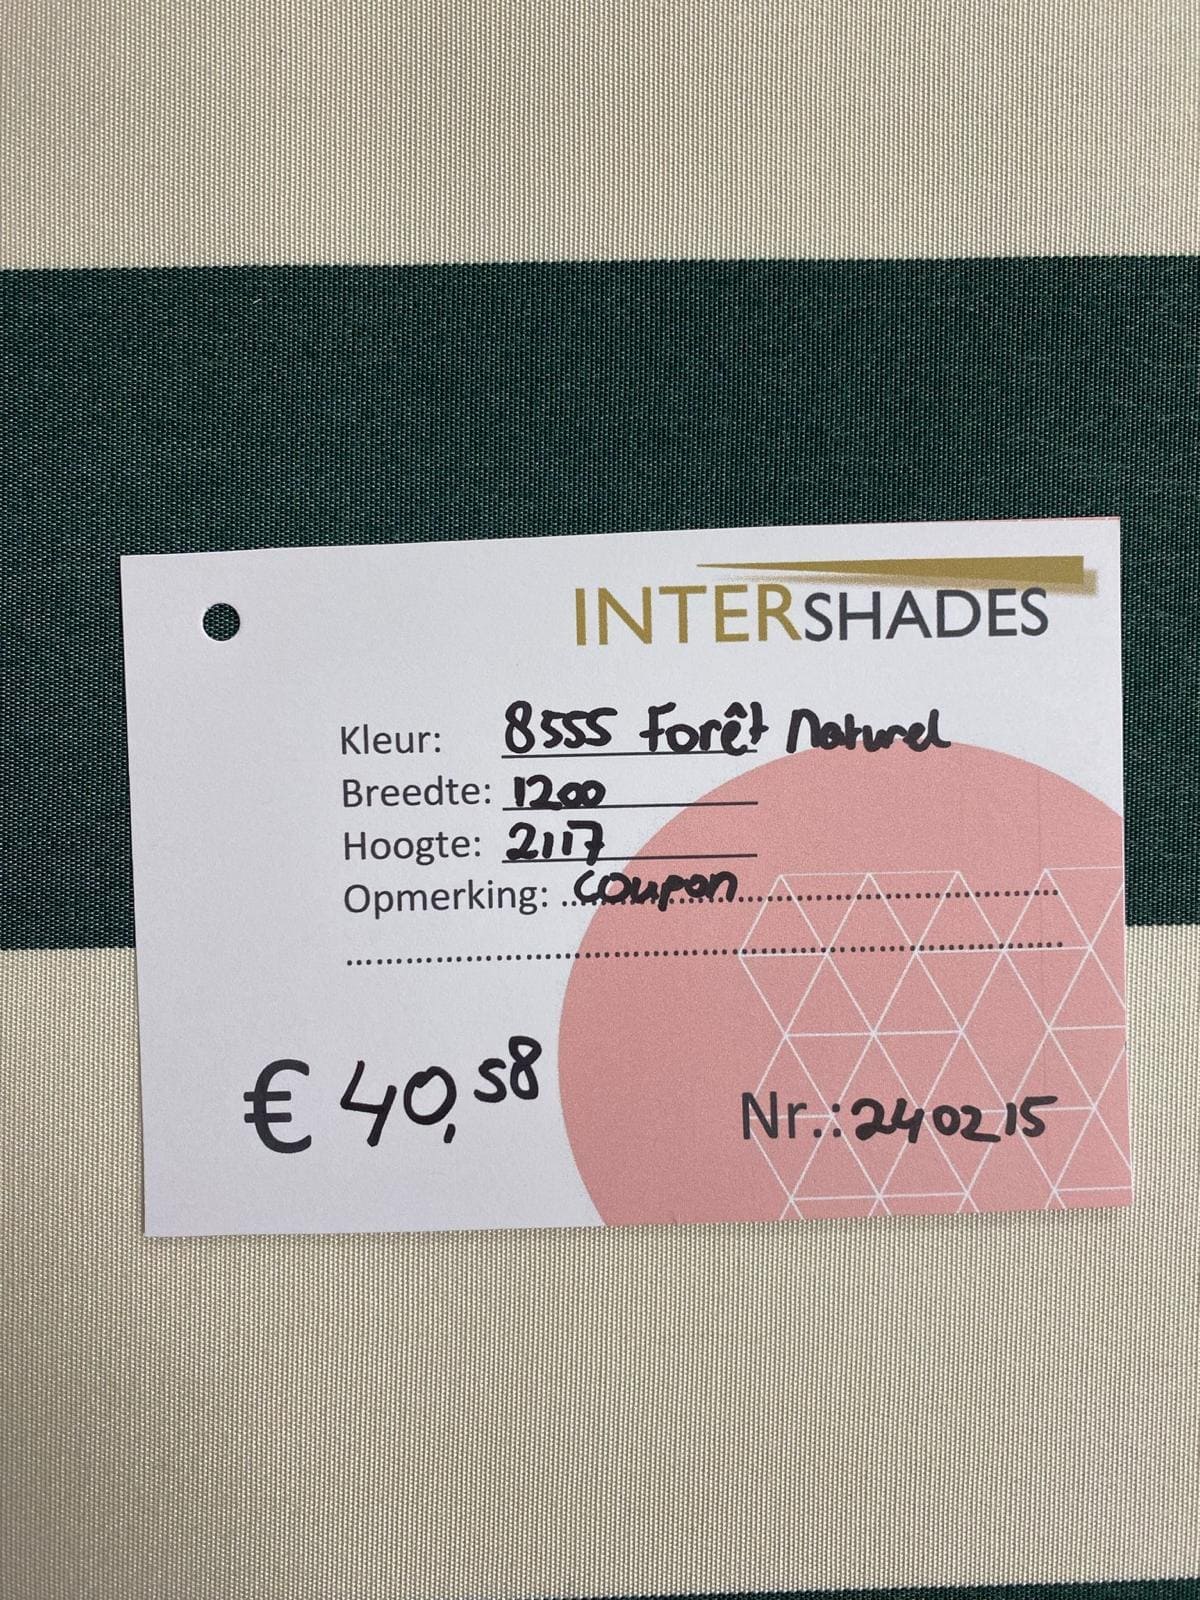 INTERSHADES
Kleur: 8555 Forêt Naturel
Breedte: 1200
Hoogte: 2117
Opmerking: coupon
€ 40,58
Nr.: 240215